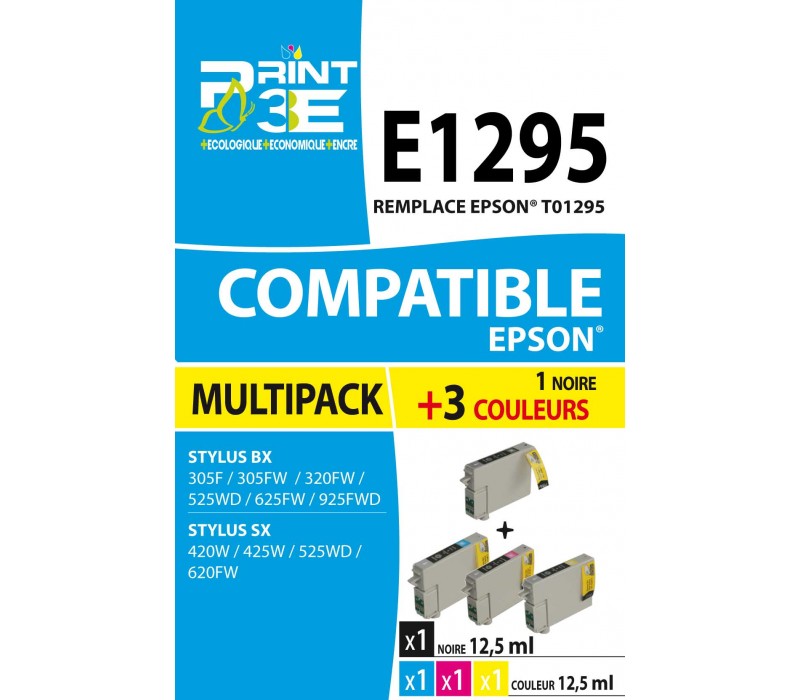 PRINT
3E
+ECOLOGIQUE+ECONOMIQUE+ENCRE
E1295
REMPLACE EPSON® T01295
COMPATIBLE
EPSON®
MULTIPACK
1 NOIRE
+3 COULEURS
STYLUS BX
305F / 305FW / 320FW /
525WD / 625FW / 925FWD
STYLUS SX
420W / 425W / 525WD /
620FW
+
x1 NOIRE 12,5 ml
x1 x1 x1 COULEUR 12,5 ml